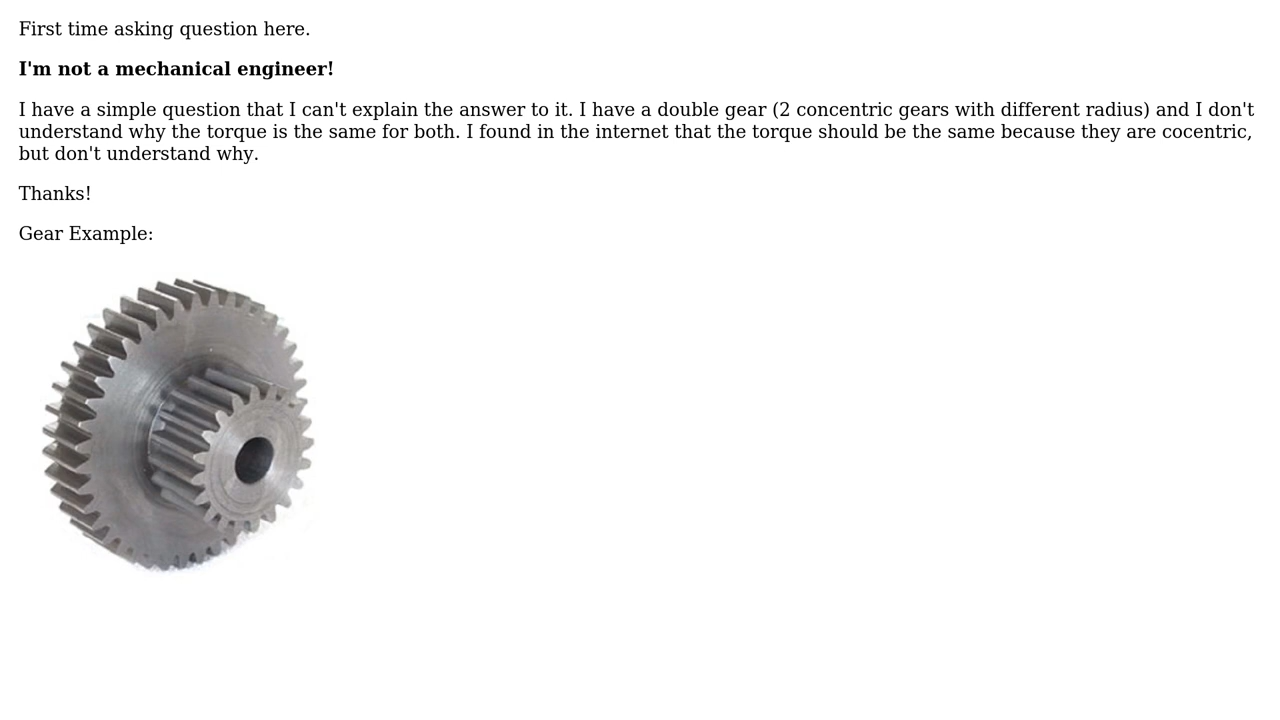 First time asking question here.
I'm not a mechanical engineer!
I have a simple question that I can't explain the answer to it. I have a double gear (2 concentric gears with different radius) and I don't
understand why the torque is the same for both. I found in the internet that the torque should be the same because they are cocentric,
but don't understand why.
Thanks!
Gear Example: